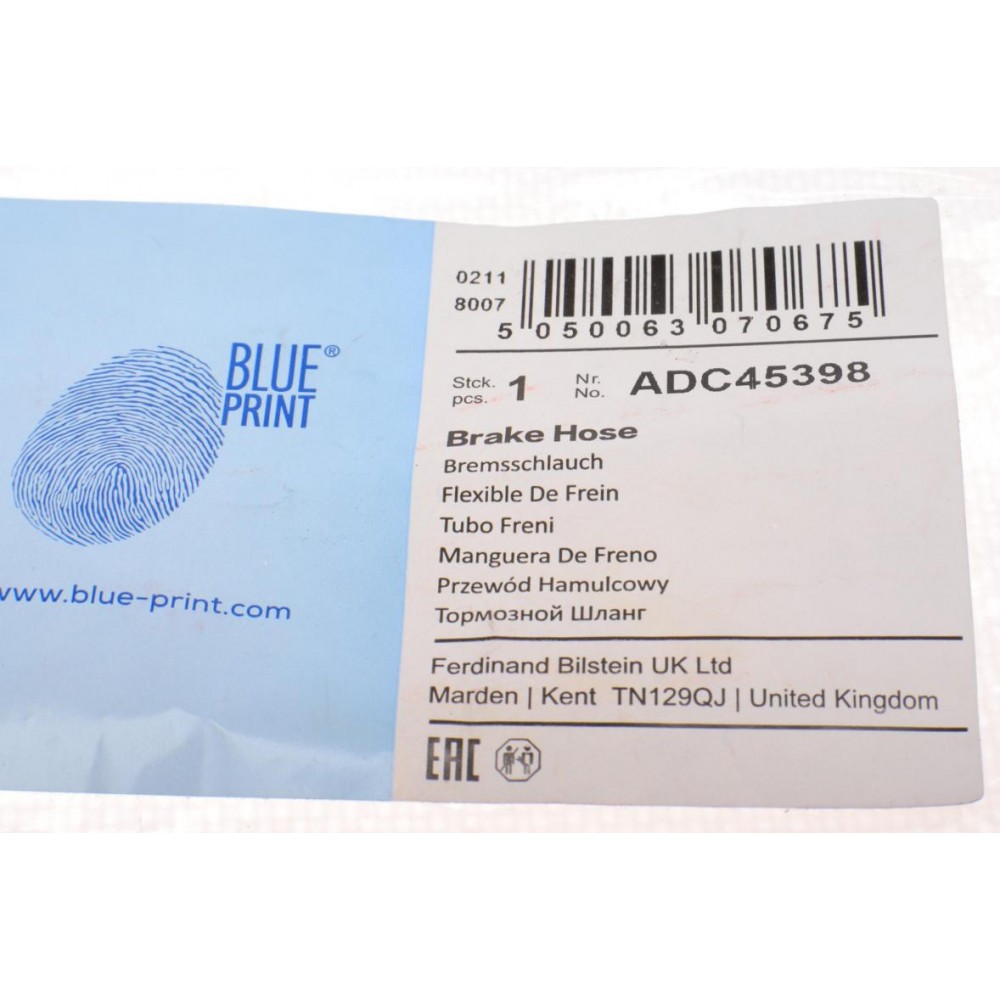 BLUE®
PRINT
www.blue-print.com
0211
8007
5 050063 070675
Stck. 1 Nr. ADC45398
pcs. No.
Brake Hose
Bremsschlauch
Flexible De Frein
Tubo Freni
Manguera De Freno
Przewód Hamulcowy
Тормозной Шланг
Ferdinand Bilstein UK Ltd
Marden | Kent TN129QJ | United Kingdom
EAC